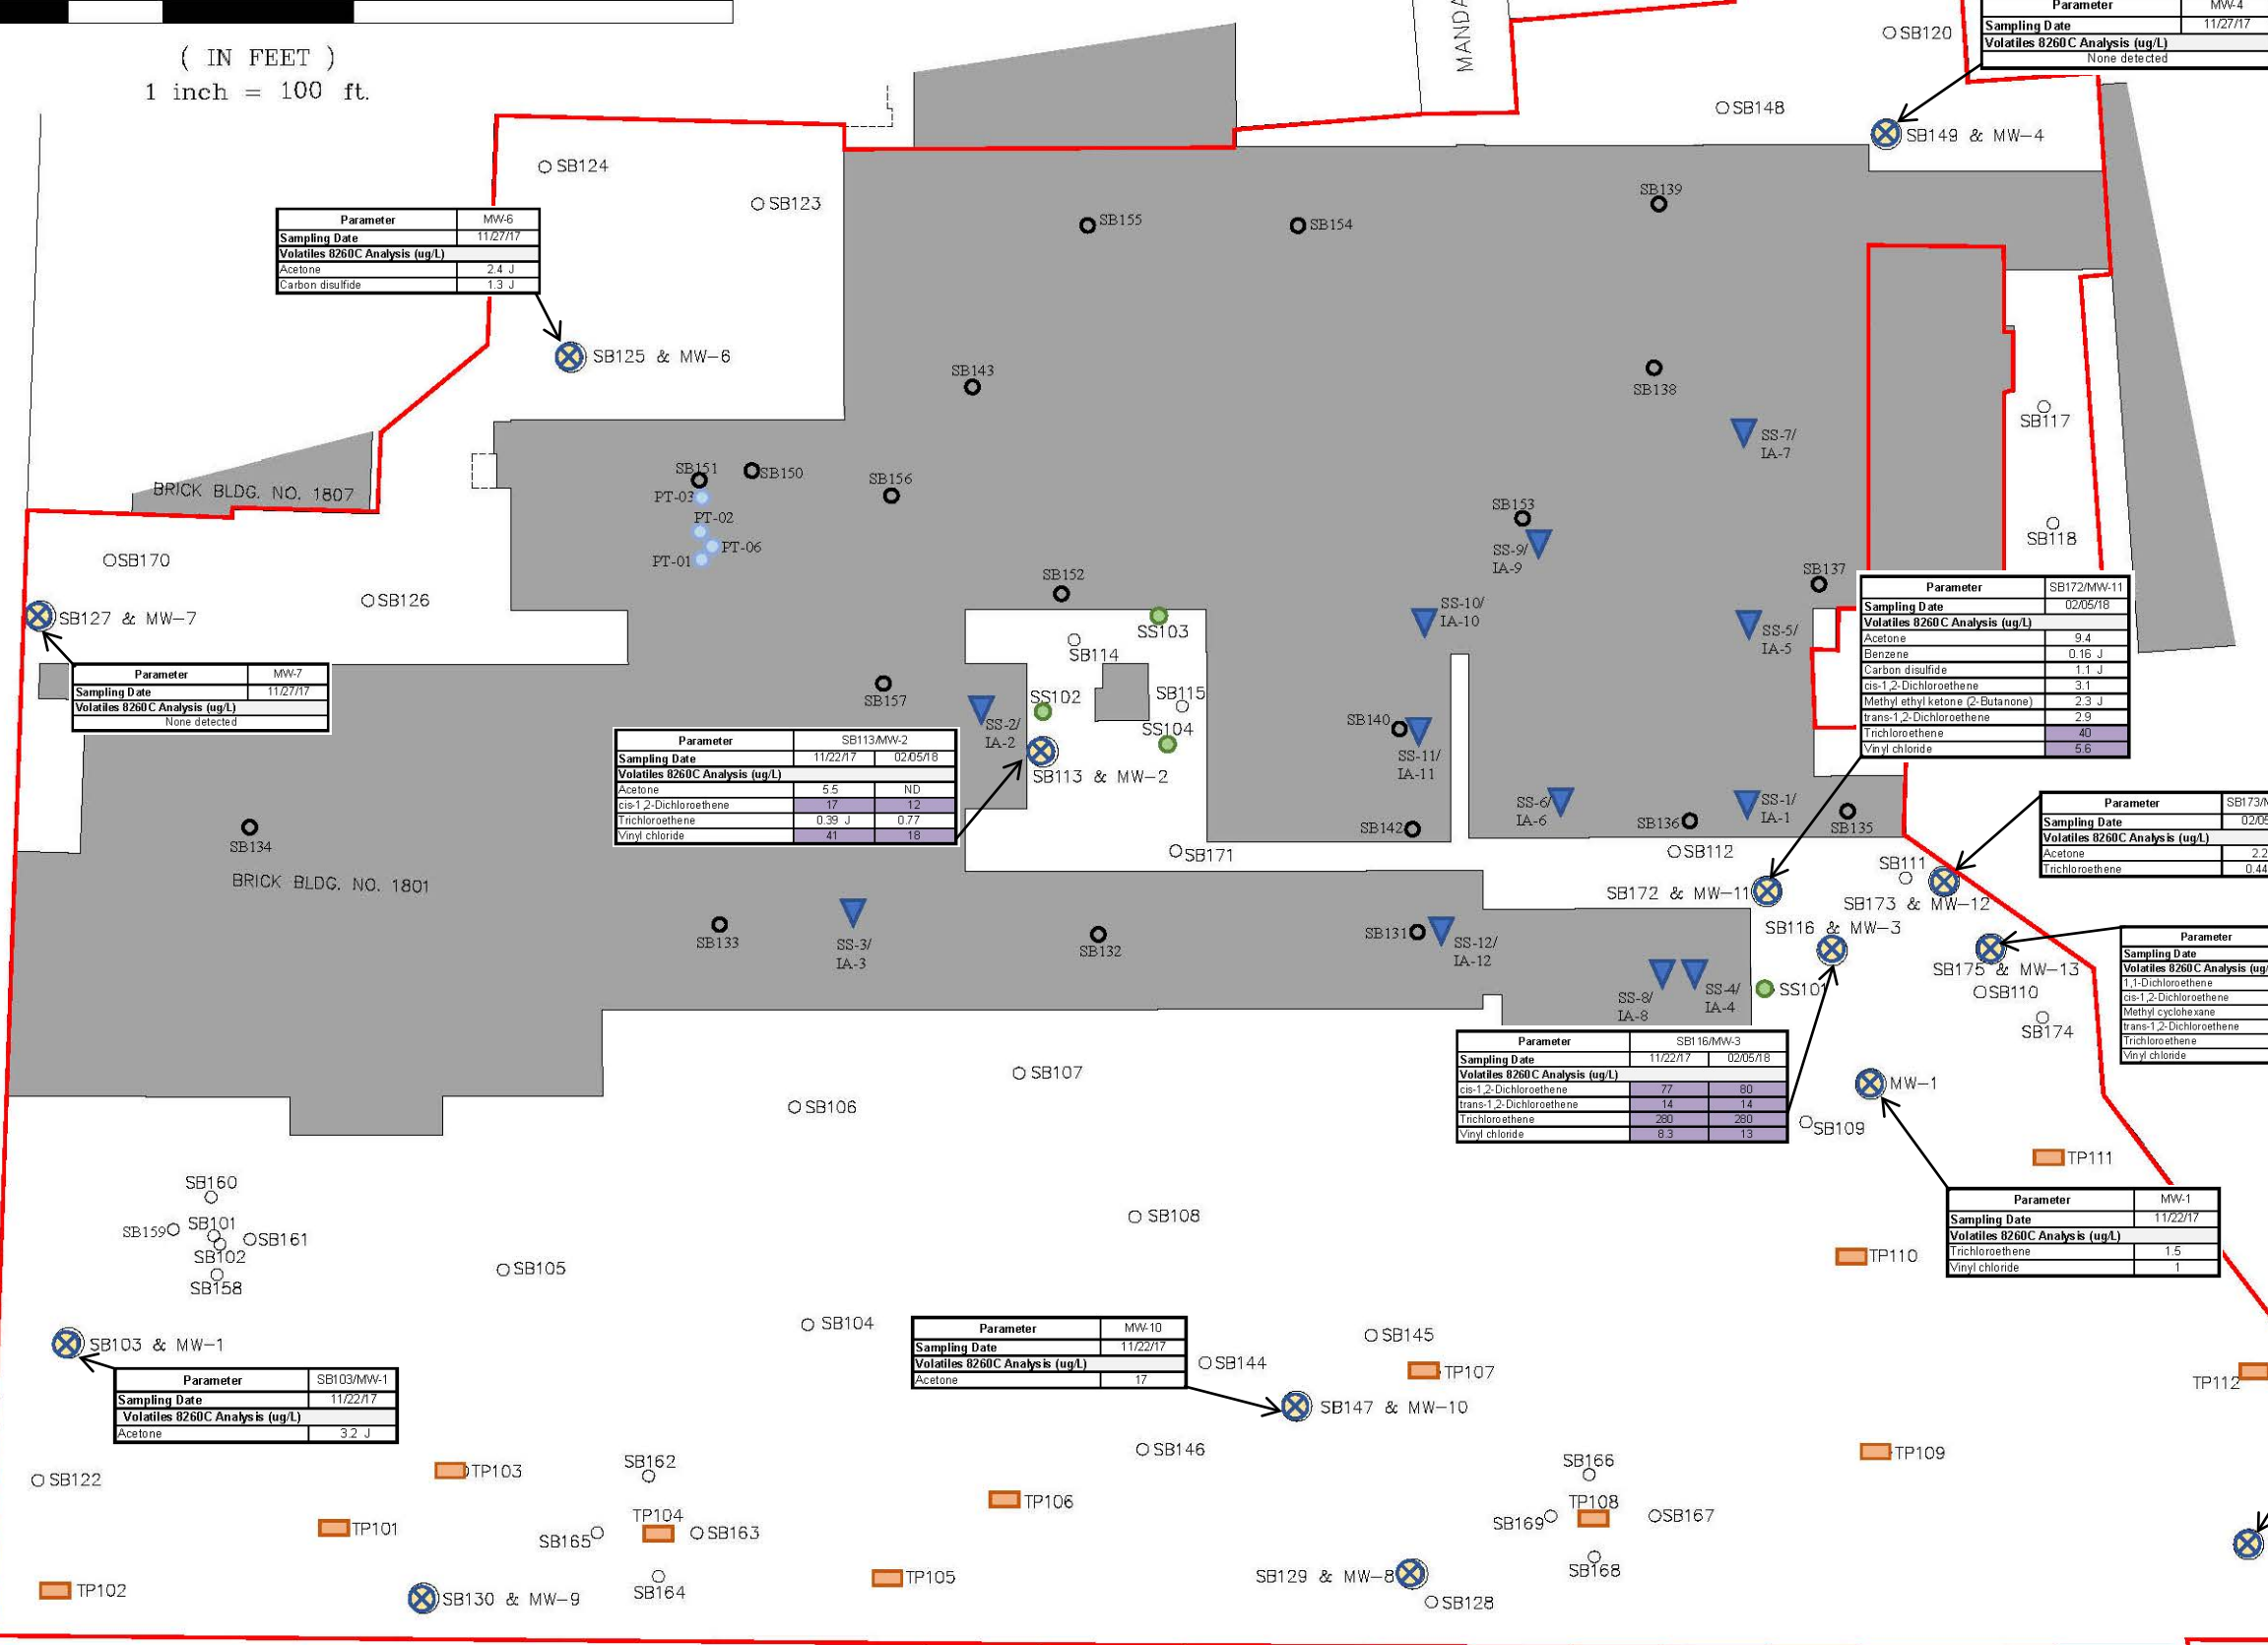 ( IN FEET )
1 inch = 100 ft.
MANDA
Parameter MW-4
Sampling Date 11/27/17
Volatiles 8260C Analysis (ug/L)
None detected
SB120
SB148
SB149 & MW-4
SB124
SB123
SB155
SB154
SB139
Parameter MW-6
Sampling Date 11/27/17
Volatiles 8260C Analysis (ug/L)
Acetone 2.4 J
Carbon disulfide 1.3 J
SB125 & MW-6
SB143
SB138
SB117
SS-7/
IA-7
SB151
SB150
SB156
PT-03
PT-02
PT-06
PT-01
BRICK BLDG. NO. 1807
SB153
SS-9/
IA-9
SB118
SB170
SB126
SB127 & MW-7
SB152
SB137
SS-10/
IA-10
SS-5/
IA-5
SS103
SB114
Parameter SB172/MW-11
Sampling Date 02/05/18
Volatiles 8260C Analysis (ug/L)
Acetone 9.4
Benzene 0.16 J
Carbon disulfide 1.1 J
cis-1,2-Dichloroethene 3.1
Methyl ethyl ketone (2-Butanone) 2.3 J
trans-1,2-Dichloroethene 2.9
Trichloroethene 40
Vinyl chloride 5.6
Parameter MW-7
Sampling Date 11/27/17
Volatiles 8260C Analysis (ug/L)
None detected
SB157
SS-2/
IA-2
SS102
SB115
SS104
SB113 & MW-2
SB140
SS-11/
IA-11
Parameter SB113/MW-2
Sampling Date 11/22/17 02/05/18
Volatiles 8260C Analysis (ug/L)
Acetone 5.5 ND
cis-1,2-Dichloroethene 17 12
Trichloroethene 0.39 J 0.77
Vinyl chloride 41 18
SB134
BRICK BLDG. NO. 1801
SB142
SS-6/
IA-6
SB136
SS-1/
IA-1
SB135
SB171
SB112
SB111
Parameter SB173/M
Sampling Date 02/05
Volatiles 8260C Analysis (ug/L)
Acetone 2.2
Trichloroethene 0.44
SB172 & MW-11
SB173 & MW-12
SB116 & MW-3
SB133
SS-3/
IA-3
SB132
SB131
SS-12/
IA-12
SS-8/
IA-8
SS-4/
IA-4
SS101
SB175 & MW-13
SB110
SB174
Parameter
Sampling Date
Volatiles 8260C Analysis (ug/
1,1-Dichloroethene
cis-1,2-Dichloroethene
Methyl cyclohexane
trans-1,2-Dichloroethene
Trichloroethene
Vinyl chloride
Parameter SB116/MW-3
Sampling Date 11/22/17 02/05/18
Volatiles 8260C Analysis (ug/L)
cis-1,2-Dichloroethene 77 80
trans-1,2-Dichloroethene 14 14
Trichloroethene 280 280
Vinyl chloride 8.3 13
SB107
SB106
MW-1
SB109
TP111
SB160
SB159
SB101
SB161
SB102
SB158
SB108
Parameter MW-1
Sampling Date 11/22/17
Volatiles 8260C Analysis (ug/L)
Trichloroethene 1.5
Vinyl chloride 1
TP110
SB105
SB104
SB103 & MW-1
Parameter MW-10
Sampling Date 11/22/17
Volatiles 8260C Analysis (ug/L)
Acetone 17
SB145
SB144
TP107
TP112
SB147 & MW-10
Parameter SB103/MW-1
Sampling Date 11/22/17
Volatiles 8260C Analysis (ug/L)
Acetone 3.2 J
SB146
TP109
SB122
TP103
SB162
SB166
TP106
TP101
TP104
SB165
SB163
TP108
SB169
SB167
SB168
TP102
SB130 & MW-9
SB164
TP105
SB129 & MW-8
SB128